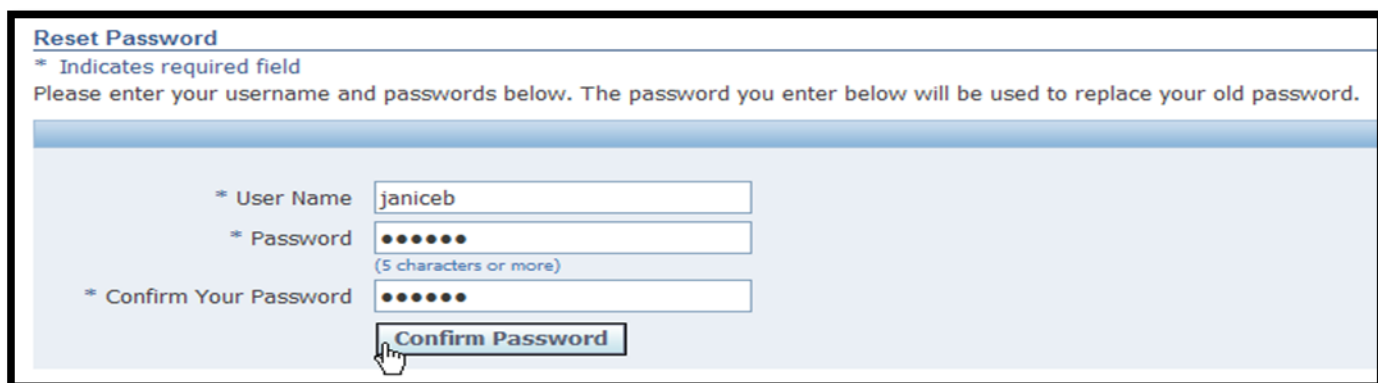 Reset Password
* Indicates required field
Please enter your username and passwords below. The password you enter below will be used to replace your old password.
* User Name janiceb
* Password ••••••
(5 characters or more)
* Confirm Your Password ••••••
Confirm Password